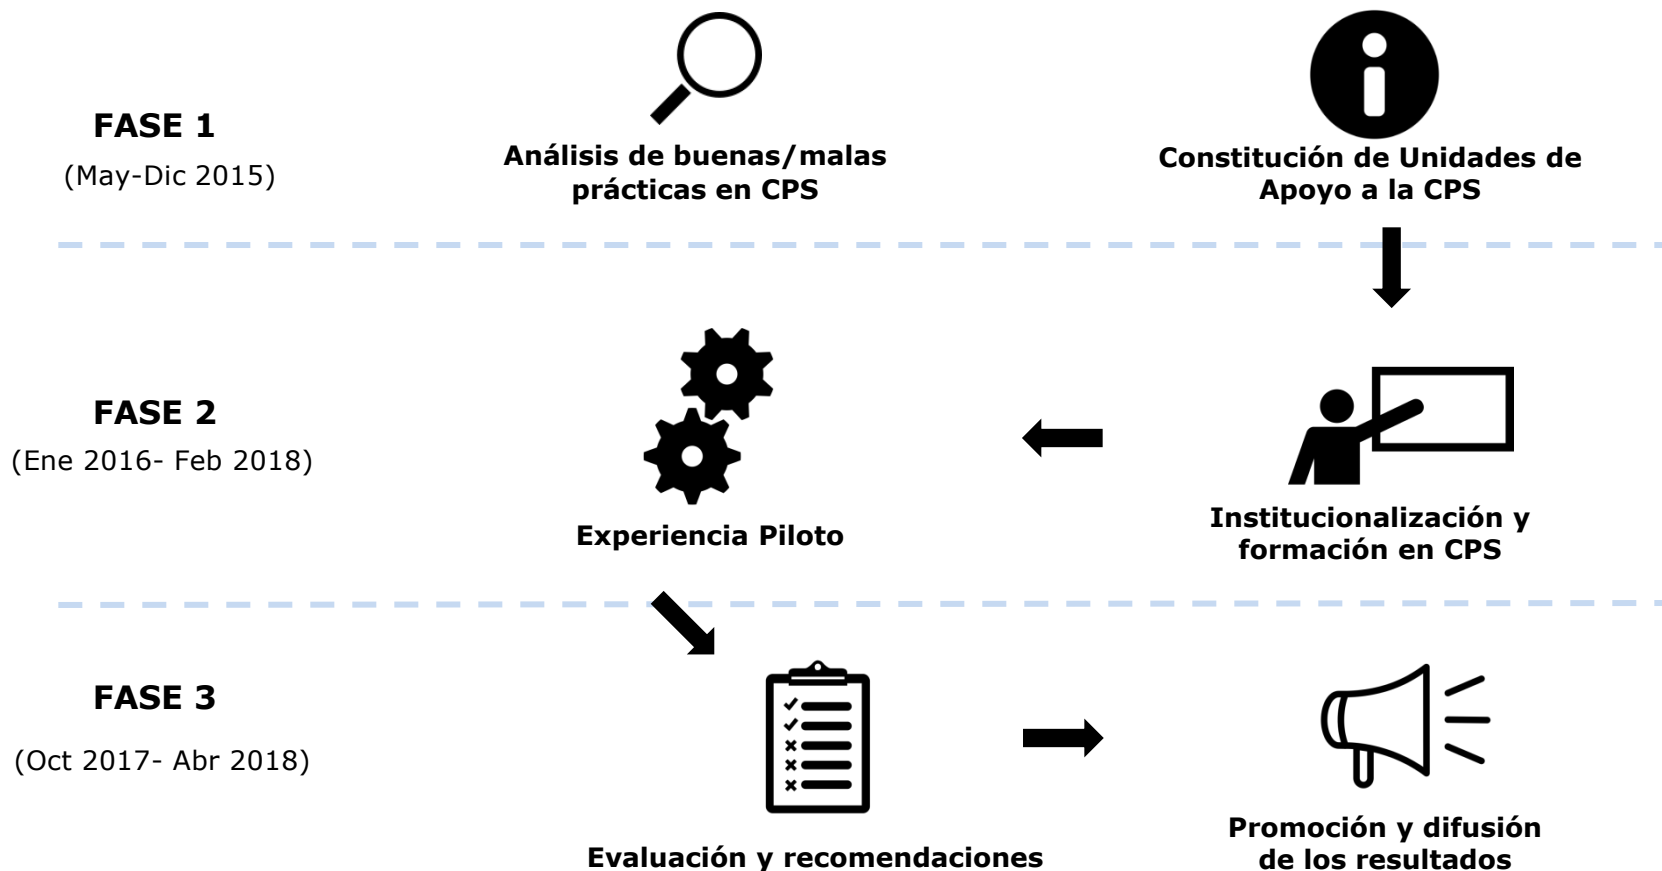 FASE 1
(May-Dic 2015)
Análisis de buenas/malas
prácticas en CPS
Constitución de Unidades de
Apoyo a la CPS
FASE 2
(Ene 2016- Feb 2018)
Experiencia Piloto
Institucionalización y
formación en CPS
FASE 3
(Oct 2017- Abr 2018)
Evaluación y recomendaciones
Promoción y difusión
de los resultados